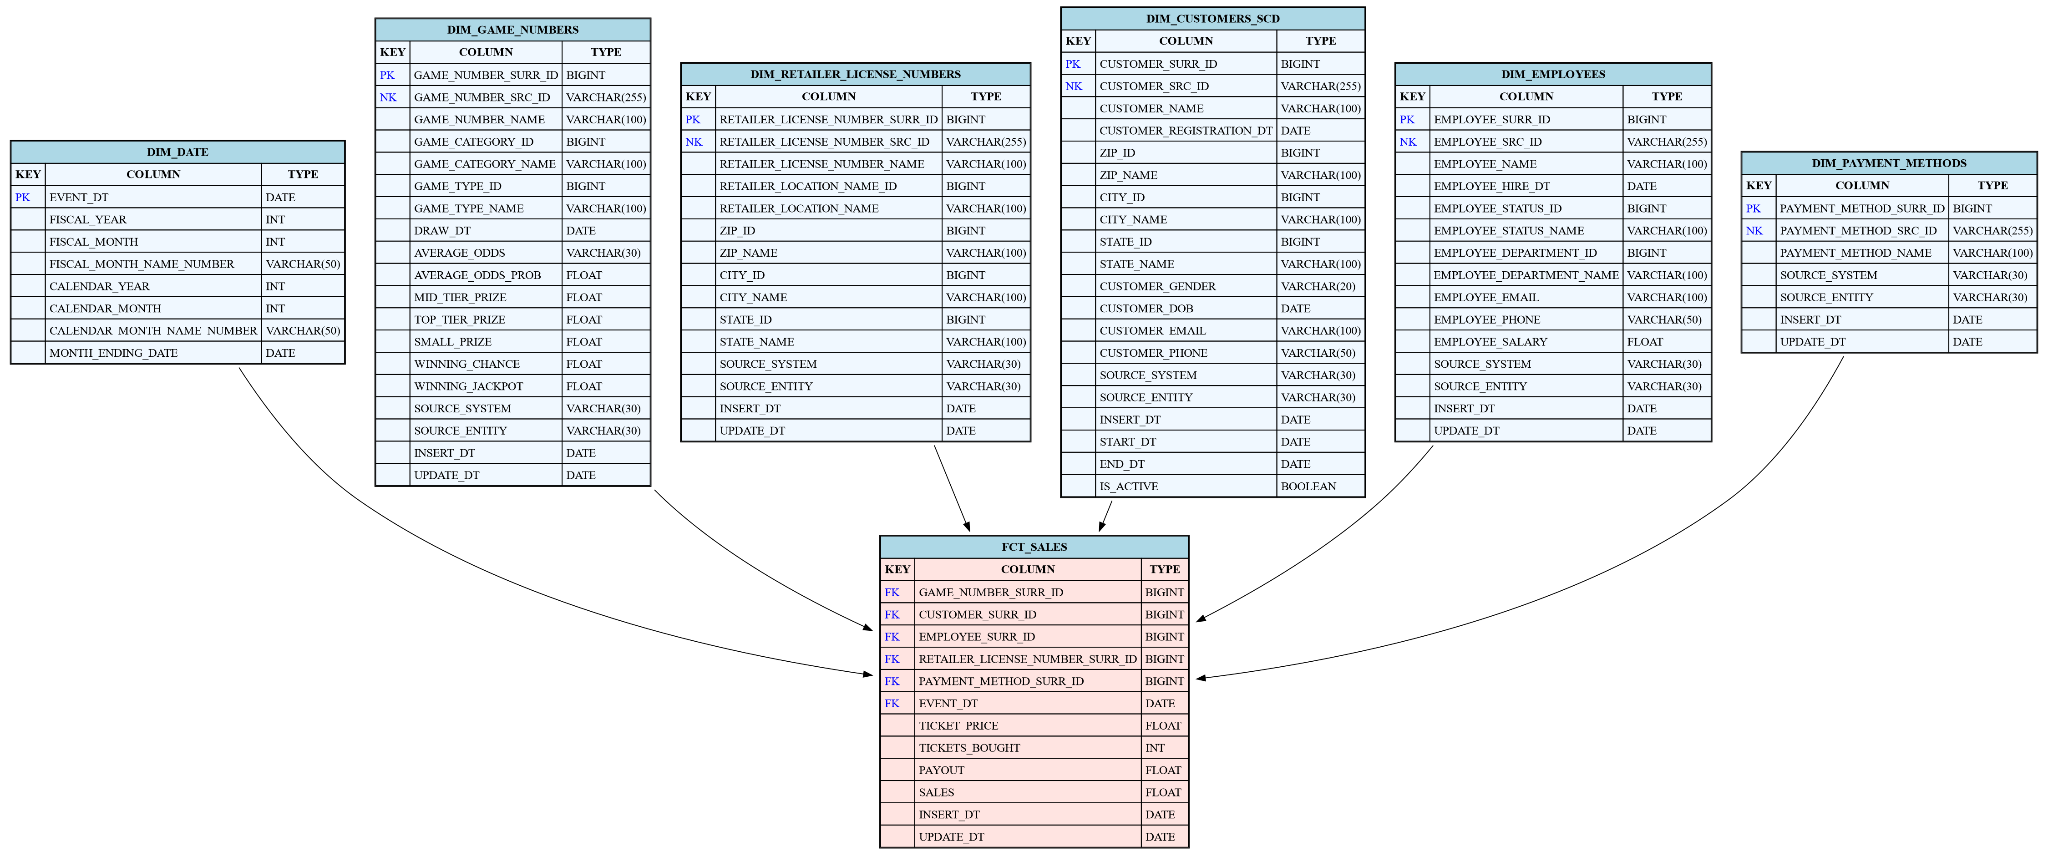 DIM_DATE
KEY COLUMN TYPE
PK EVENT_DT DATE
FISCAL_YEAR INT
FISCAL_MONTH INT
FISCAL_MONTH_NAME_NUMBER VARCHAR(50)
CALENDAR_YEAR INT
CALENDAR_MONTH INT
CALENDAR_MONTH_NAME_NUMBER VARCHAR(50)
MONTH_ENDING_DATE DATE
DIM_GAME_NUMBERS
KEY COLUMN TYPE
PK GAME_NUMBER_SURR_ID BIGINT
NK GAME_NUMBER_SRC_ID VARCHAR(255)
GAME_NUMBER_NAME VARCHAR(100)
GAME_CATEGORY_ID BIGINT
GAME_CATEGORY_NAME VARCHAR(100)
GAME_TYPE_ID BIGINT
GAME_TYPE_NAME VARCHAR(100)
DRAW_DT DATE
AVERAGE_ODDS VARCHAR(30)
AVERAGE_ODDS_PROB FLOAT
MID_TIER_PRIZE FLOAT
TOP_TIER_PRIZE FLOAT
SMALL_PRIZE FLOAT
WINNING_CHANCE FLOAT
WINNING_JACKPOT FLOAT
SOURCE_SYSTEM VARCHAR(30)
SOURCE_ENTITY VARCHAR(30)
INSERT_DT DATE
UPDATE_DT DATE
DIM_RETAILER_LICENSE_NUMBERS
KEY COLUMN TYPE
PK RETAILER_LICENSE_NUMBER_SURR_ID BIGINT
NK RETAILER_LICENSE_NUMBER_SRC_ID VARCHAR(255)
RETAILER_LICENSE_NUMBER_NAME VARCHAR(100)
RETAILER_LOCATION_NAME_ID BIGINT
RETAILER_LOCATION_NAME VARCHAR(100)
ZIP_ID BIGINT
ZIP_NAME VARCHAR(100)
CITY_ID BIGINT
CITY_NAME VARCHAR(100)
STATE_ID BIGINT
STATE_NAME VARCHAR(100)
SOURCE_SYSTEM VARCHAR(30)
SOURCE_ENTITY VARCHAR(30)
INSERT_DT DATE
UPDATE_DT DATE
DIM_CUSTOMERS_SCD
KEY COLUMN TYPE
PK CUSTOMER_SURR_ID BIGINT
NK CUSTOMER_SRC_ID VARCHAR(255)
CUSTOMER_NAME VARCHAR(100)
CUSTOMER_REGISTRATION_DT DATE
ZIP_ID BIGINT
ZIP_NAME VARCHAR(100)
CITY_ID BIGINT
CITY_NAME VARCHAR(100)
STATE_ID BIGINT
STATE_NAME VARCHAR(100)
CUSTOMER_GENDER VARCHAR(20)
CUSTOMER_DOB DATE
CUSTOMER_EMAIL VARCHAR(100)
CUSTOMER_PHONE VARCHAR(50)
SOURCE_SYSTEM VARCHAR(30)
SOURCE_ENTITY VARCHAR(30)
INSERT_DT DATE
START_DT DATE
END_DT DATE
IS_ACTIVE BOOLEAN
DIM_EMPLOYEES
KEY COLUMN TYPE
PK EMPLOYEE_SURR_ID BIGINT
NK EMPLOYEE_SRC_ID VARCHAR(255)
EMPLOYEE_NAME VARCHAR(100)
EMPLOYEE_HIRE_DT DATE
EMPLOYEE_STATUS_ID BIGINT
EMPLOYEE_STATUS_NAME VARCHAR(100)
EMPLOYEE_DEPARTMENT_ID BIGINT
EMPLOYEE_DEPARTMENT_NAME VARCHAR(100)
EMPLOYEE_EMAIL VARCHAR(100)
EMPLOYEE_PHONE VARCHAR(50)
EMPLOYEE_SALARY FLOAT
SOURCE_SYSTEM VARCHAR(30)
SOURCE_ENTITY VARCHAR(30)
INSERT_DT DATE
UPDATE_DT DATE
DIM_PAYMENT_METHODS
KEY COLUMN TYPE
PK PAYMENT_METHOD_SURR_ID BIGINT
NK PAYMENT_METHOD_SRC_ID VARCHAR(255)
PAYMENT_METHOD_NAME VARCHAR(100)
SOURCE_SYSTEM VARCHAR(30)
SOURCE_ENTITY VARCHAR(30)
INSERT_DT DATE
UPDATE_DT DATE
FCT_SALES
KEY COLUMN TYPE
FK GAME_NUMBER_SURR_ID BIGINT
FK CUSTOMER_SURR_ID BIGINT
FK EMPLOYEE_SURR_ID BIGINT
FK RETAILER_LICENSE_NUMBER_SURR_ID BIGINT
FK PAYMENT_METHOD_SURR_ID BIGINT
FK EVENT_DT DATE
TICKET_PRICE FLOAT
TICKETS_BOUGHT INT
PAYOUT FLOAT
SALES FLOAT
INSERT_DT DATE
UPDATE_DT DATE